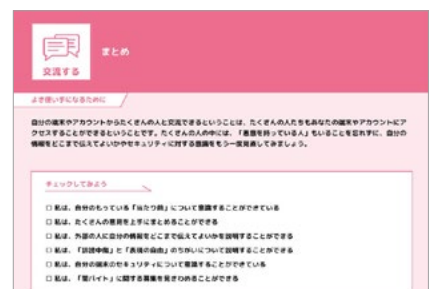 交流する
まとめ
よき使い手になるために
自分の端末やアカウントからたくさんの人と交流できるということは、たくさんの人たちもあなたの端末やアカウントにア
クセスすることができるということです。たくさんの人の中には、「悪意を持っている人」もいることを忘れずに、自分の
情報をどこまで伝えてよいかやセキュリティに対する意識をもう一度見直してみましょう。
チェックしてみよう
□ 私は、自分のもっている「当たり前」について意識することができている
□ 私は、たくさんの意見を上手にまとめることができる
□ 私は、外部の人に自分の情報をどこまで伝えてよいかを説明することができる
□ 私は、「誹謗中傷」と「表現の自由」のちがいについて説明することができる
□ 私は、自分の端末のセキュリティについて意識することができている
□ 私は、「闇バイト」に関する募集を見きわめることができる